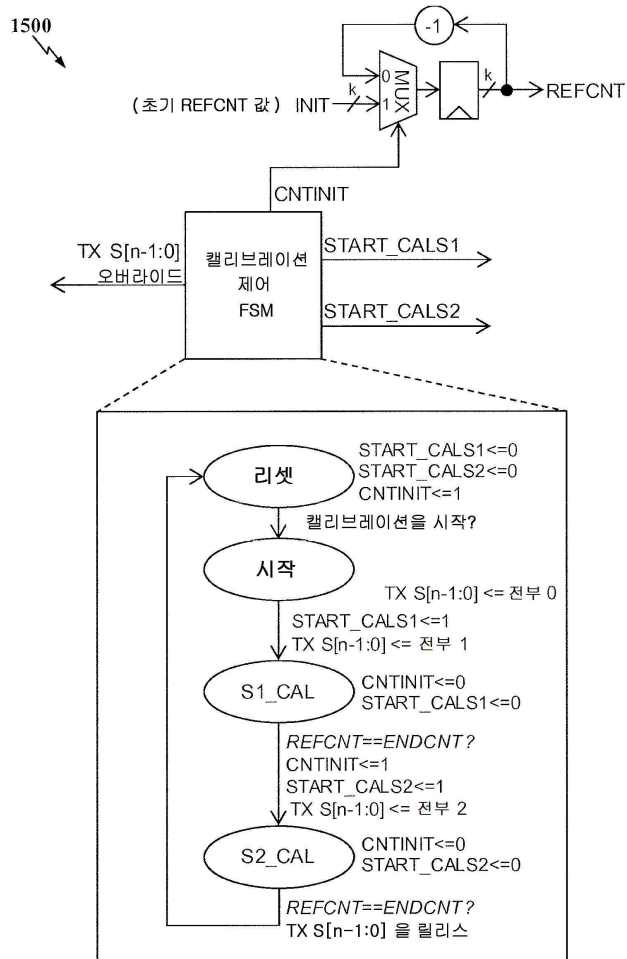 1500
-1
0
MUX
1
k
k
REFCNT
(초기 REFCNT 값) INIT
CNTINIT
TX S[n-1:0]
오버라이드
캘리브레이션
제어
FSM
START_CALS1
START_CALS2
리셋
START_CALS1<=0
START_CALS2<=0
CNTINIT<=1
캘리브레이션을 시작?
시작
TX S[n-1:0] <= 전부 0
START_CALS1<=1
TX S[n-1:0] <= 전부 1
S1_CAL
CNTINIT<=0
START_CALS1<=0
REFCNT==ENDCNT?
CNTINIT<=1
START_CALS2<=1
TX S[n-1:0] <= 전부 2
S2_CAL
CNTINIT<=0
START_CALS2<=0
REFCNT==ENDCNT?
TX S[n-1:0] 을 릴리스